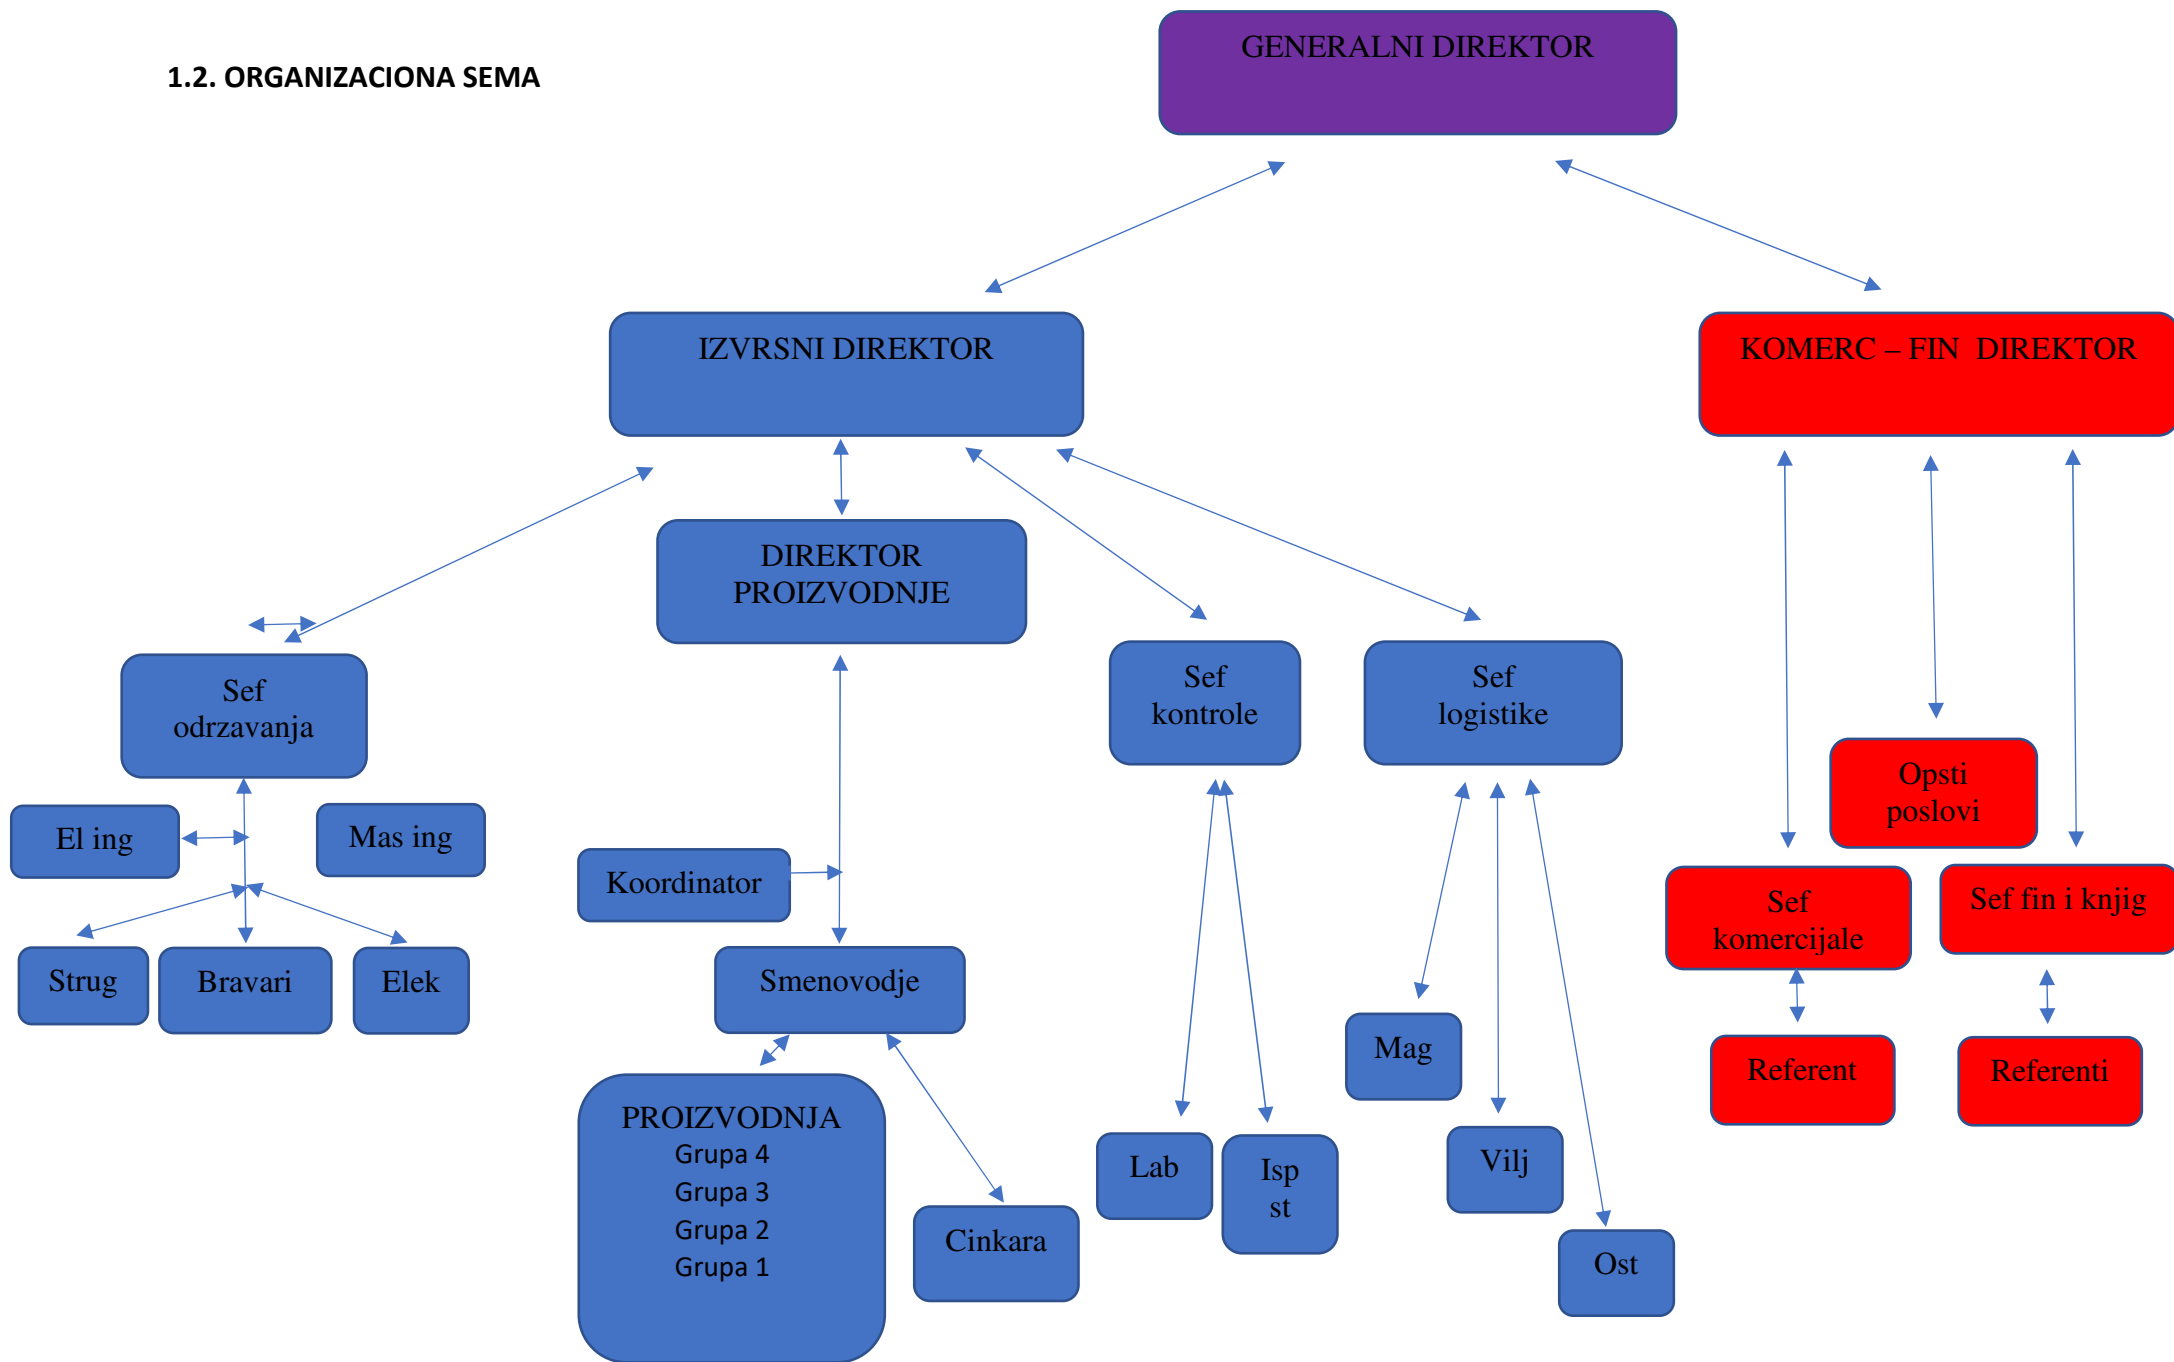 GENERALNI DIREKTOR
1.2. ORGANIZACIONA SEMA
IZVRSNI DIREKTOR
KOMERC – FIN DIREKTOR
DIREKTOR
PROIZVODNJE
Sef
odrzavanja
Sef
kontrole
Sef
logistike
Opsti
poslovi
El ing
Mas ing
Koordinator
Sef
komercijale
Sef fin i knjig
Strug
Bravari
Elek
Smenovodje
Mag
Referent
Referenti
PROIZVODNJA
Grupa 4
Grupa 3
Grupa 2
Grupa 1
Cinkara
Lab
Isp
st
Vilj
Ost